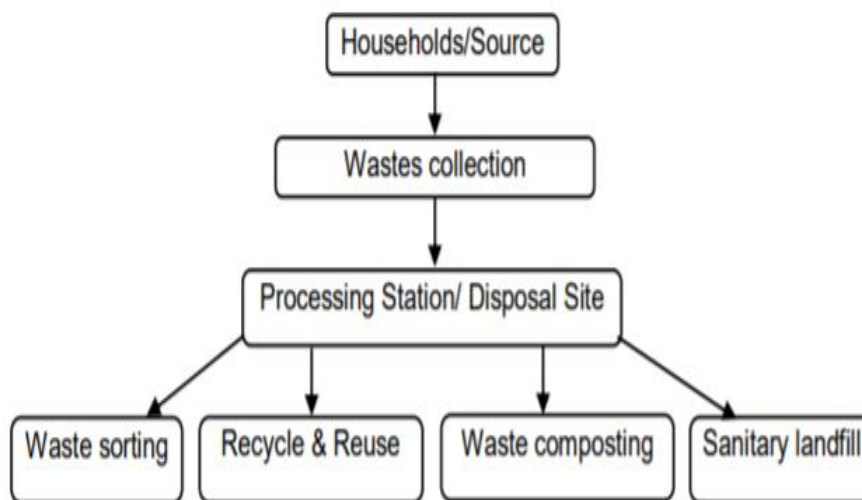 Households/Source
Wastes collection
Processing Station/ Disposal Site
Waste sorting
Recycle & Reuse
Waste composting
Sanitary landfill